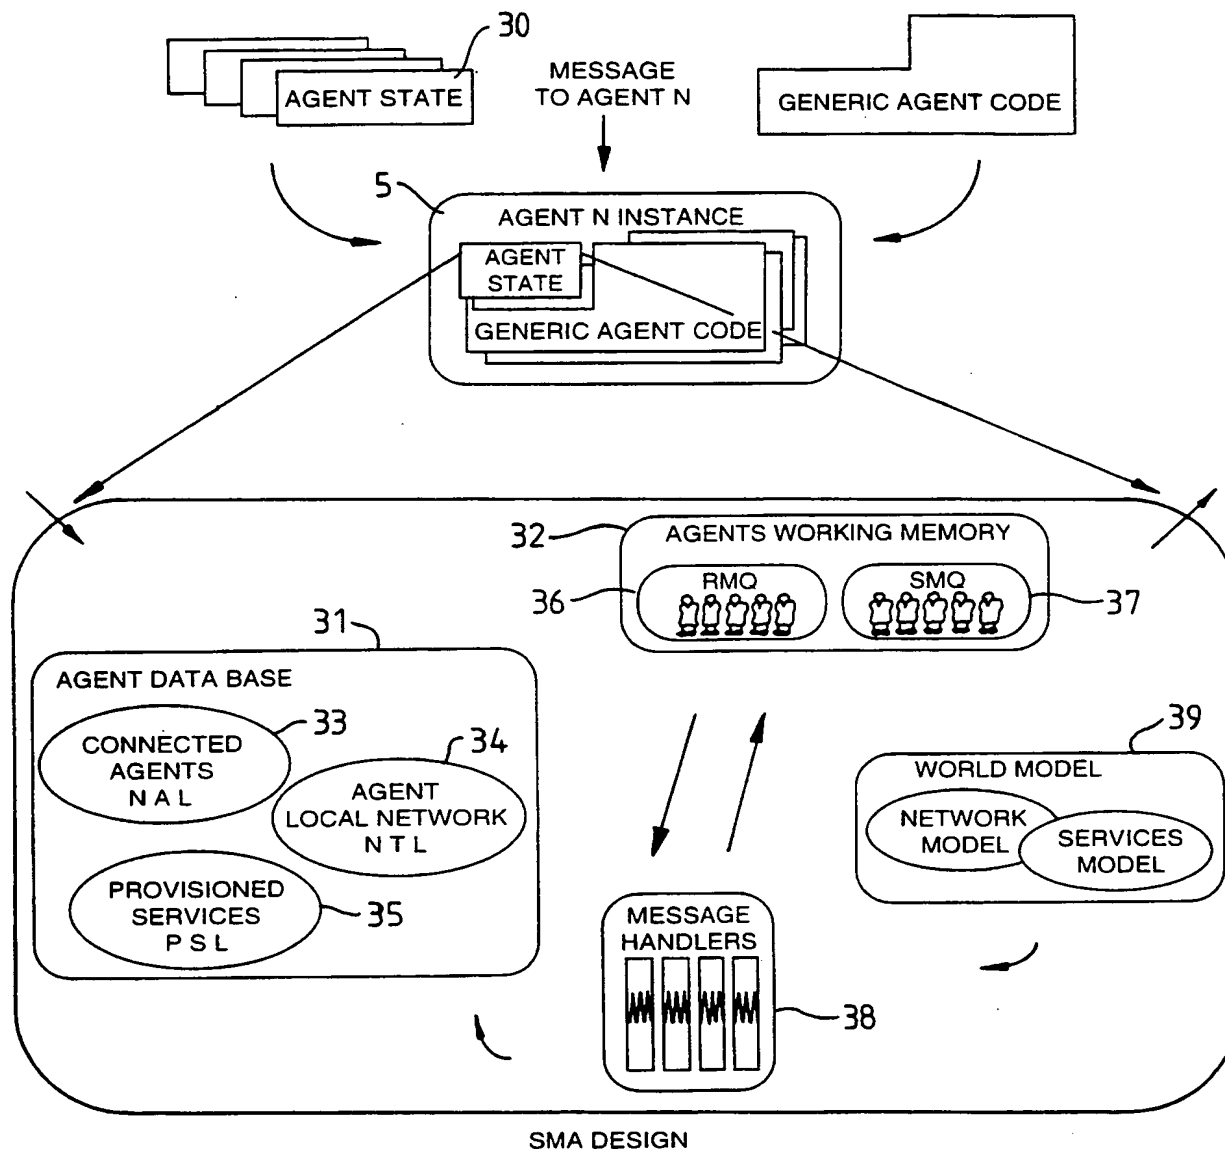 30
AGENT STATE
MESSAGE
TO AGENT N
GENERIC AGENT CODE
5
AGENT N INSTANCE
AGENT
STATE
GENERIC AGENT CODE
32
AGENTS WORKING MEMORY
36
RMQ
SMQ
37
31
AGENT DATA BASE
33
CONNECTED
AGENTS
N A L
34
AGENT
LOCAL NETWORK
N T L
PROVISIONED
SERVICES
P S L
35
39
WORLD MODEL
NETWORK
MODEL
SERVICES
MODEL
MESSAGE
HANDLERS
38
SMA DESIGN